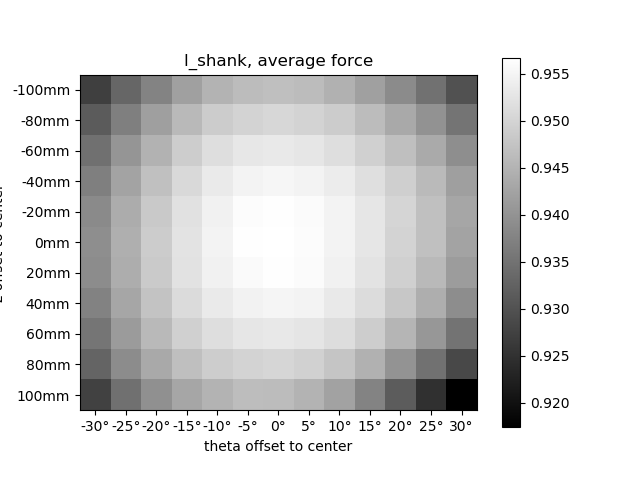 l_shank, average force
-100mm
-80mm
-60mm
-40mm
-20mm
0mm
20mm
40mm
60mm
80mm
100mm
-30° -25° -20° -15° -10° -5° 0° 5° 10° 15° 20° 25° 30°
theta offset to center
0.955
0.950
0.945
0.940
0.935
0.930
0.925
0.920